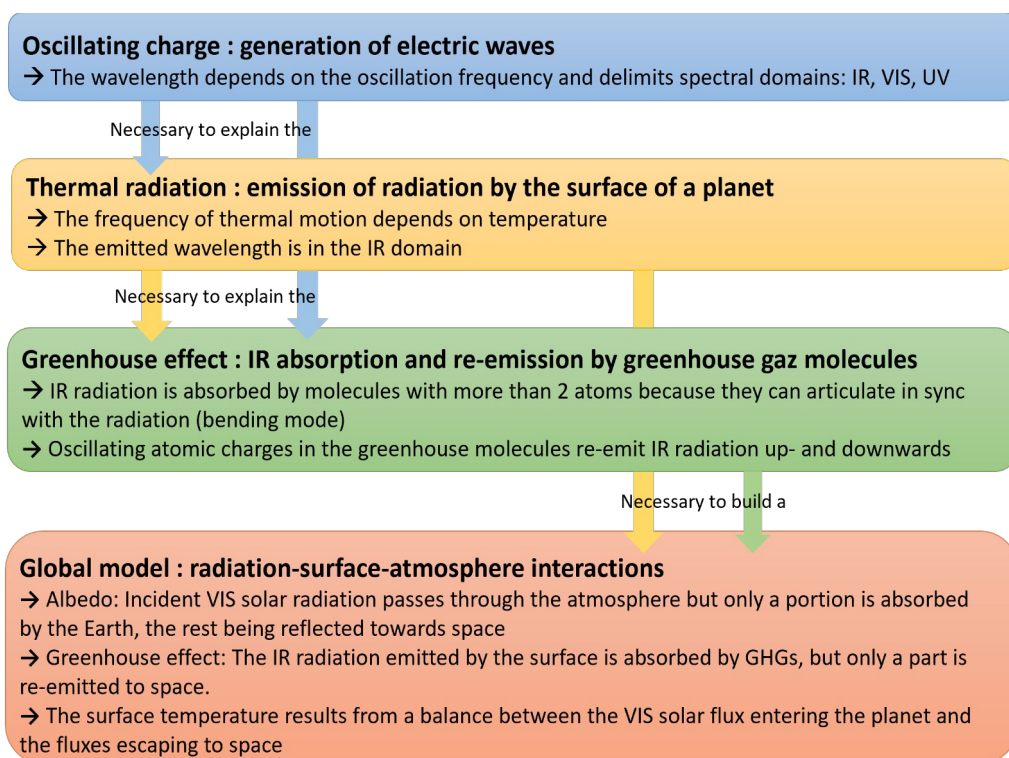 Oscillating charge : generation of electric waves
→ The wavelength depends on the oscillation frequency and delimits spectral domains: IR, VIS, UV
Necessary to explain the
Thermal radiation : emission of radiation by the surface of a planet
→ The frequency of thermal motion depends on temperature
→ The emitted wavelength is in the IR domain
Necessary to explain the
Greenhouse effect : IR absorption and re-emission by greenhouse gaz molecules
→ IR radiation is absorbed by molecules with more than 2 atoms because they can articulate in sync
with the radiation (bending mode)
→ Oscillating atomic charges in the greenhouse molecules re-emit IR radiation up- and downwards
Necessary to build a
Global model : radiation-surface-atmosphere interactions
→ Albedo: Incident VIS solar radiation passes through the atmosphere but only a portion is absorbed
by the Earth, the rest being reflected towards space
→ Greenhouse effect: The IR radiation emitted by the surface is absorbed by GHGs, but only a part is
re-emitted to space.
→ The surface temperature results from a balance between the VIS solar flux entering the planet and
the fluxes escaping to space